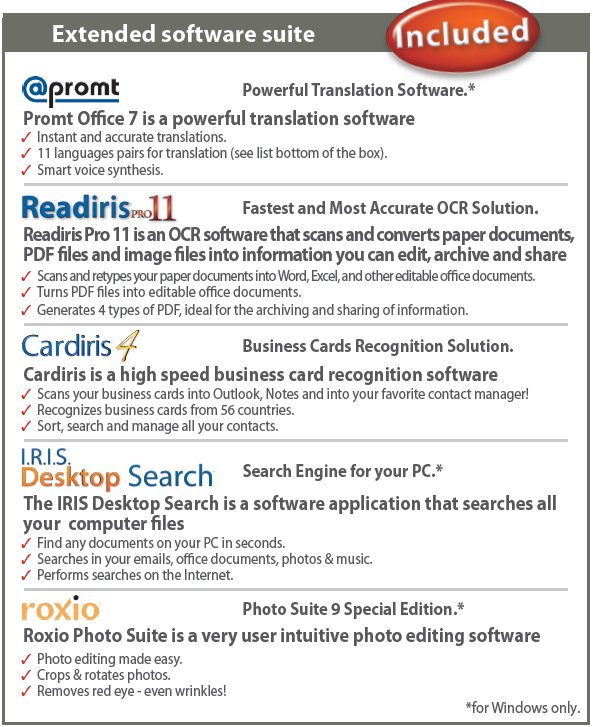 Extended software suite
Included
@promt
Powerful Translation Software.*
Promt Office 7 is a powerful translation software
✓ Instant and accurate translations.
✓ 11 languages pairs for translation (see list bottom of the box).
✓ Smart voice synthesis.
Readiris PRO 11
Fastest and Most Accurate OCR Solution.
Readiris Pro 11 is an OCR software that scans and converts paper documents,
PDF files and image files into information you can edit, archive and share
✓ Scans and retypes your paper documents into Word, Excel, and other editable office documents.
✓ Turns PDF files into editable office documents.
✓ Generates 4 types of PDF, ideal for the archiving and sharing of information.
Cardiris 4
Business Cards Recognition Solution.
Cardiris is a high speed business card recognition software
✓ Scans your business cards into Outlook, Notes and into your favorite contact manager!
✓ Recognizes business cards from 56 countries.
✓ Sort, search and manage all your contacts.
I.R.I.S.
Desktop Search
Search Engine for your PC.*
The IRIS Desktop Search is a software application that searches all
your computer files
✓ Find any documents on your PC in seconds.
✓ Searches in your emails, office documents, photos & music.
✓ Performs searches on the Internet.
roxio
Photo Suite 9 Special Edition.*
Roxio Photo Suite is a very user intuitive photo editing software
✓ Photo editing made easy.
✓ Crops & rotates photos.
✓ Removes red eye - even wrinkles!
*for Windows only.